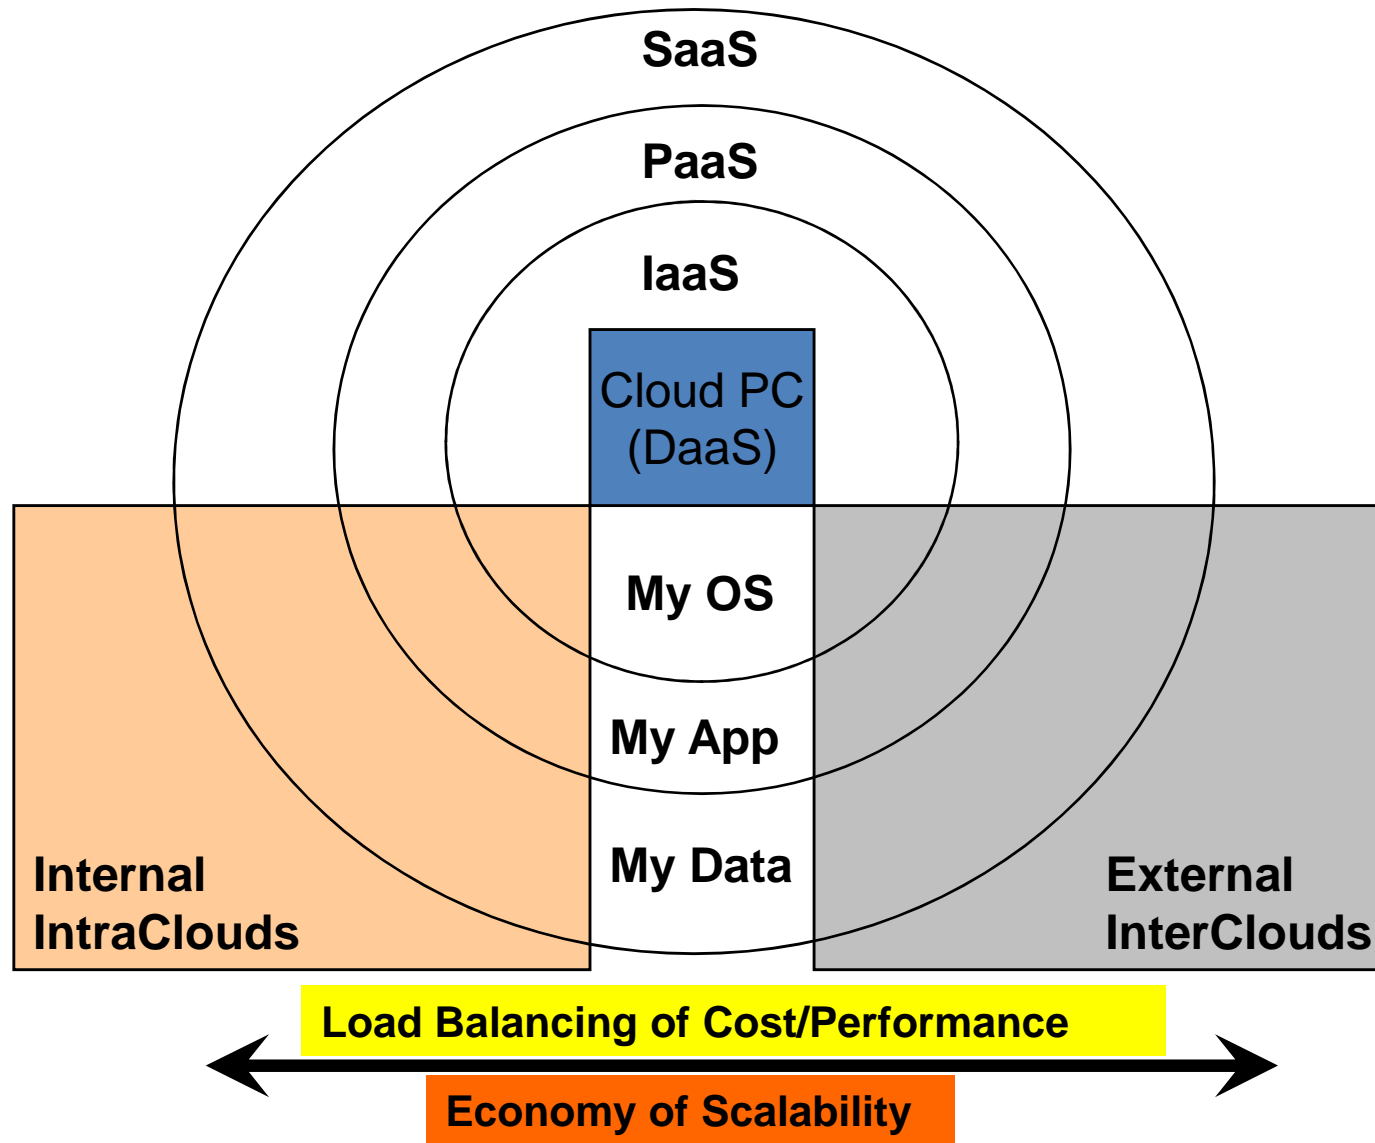 SaaS
PaaS
IaaS
Cloud PC
(DaaS)
My OS
My App
My Data
Internal
IntraClouds
External
InterClouds
Load Balancing of Cost/Performance
Economy of Scalability